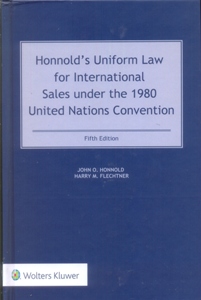 Honnold's Uniform Law
for International
Sales under the 1980
United Nations Convention
Fifth Edition
JOHN O. HONNOLD
HARRY M. FLECHTNER
Wolters Kluwer